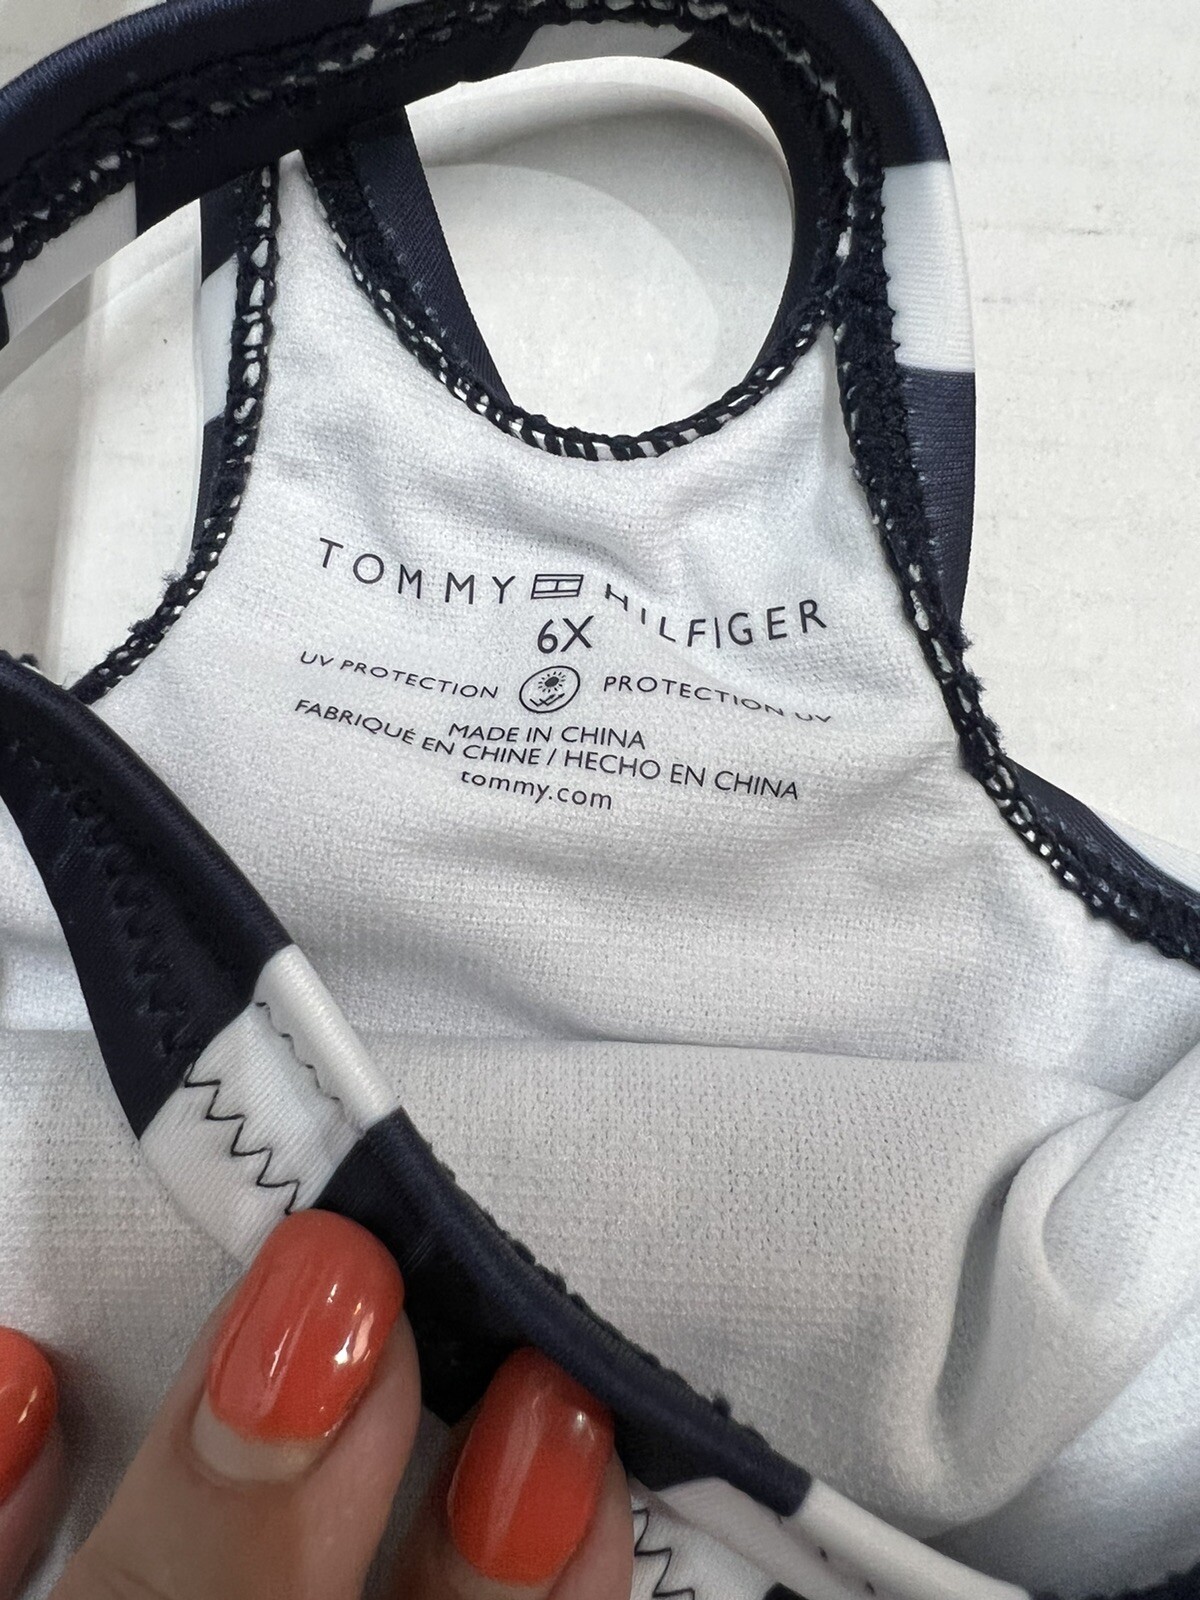 TOMMY HILFIGER
6X
UV PROTECTION PROTECTION UV
MADE IN CHINA
FABRIQUÉ EN CHINE / HECHO EN CHINA
tommy.com